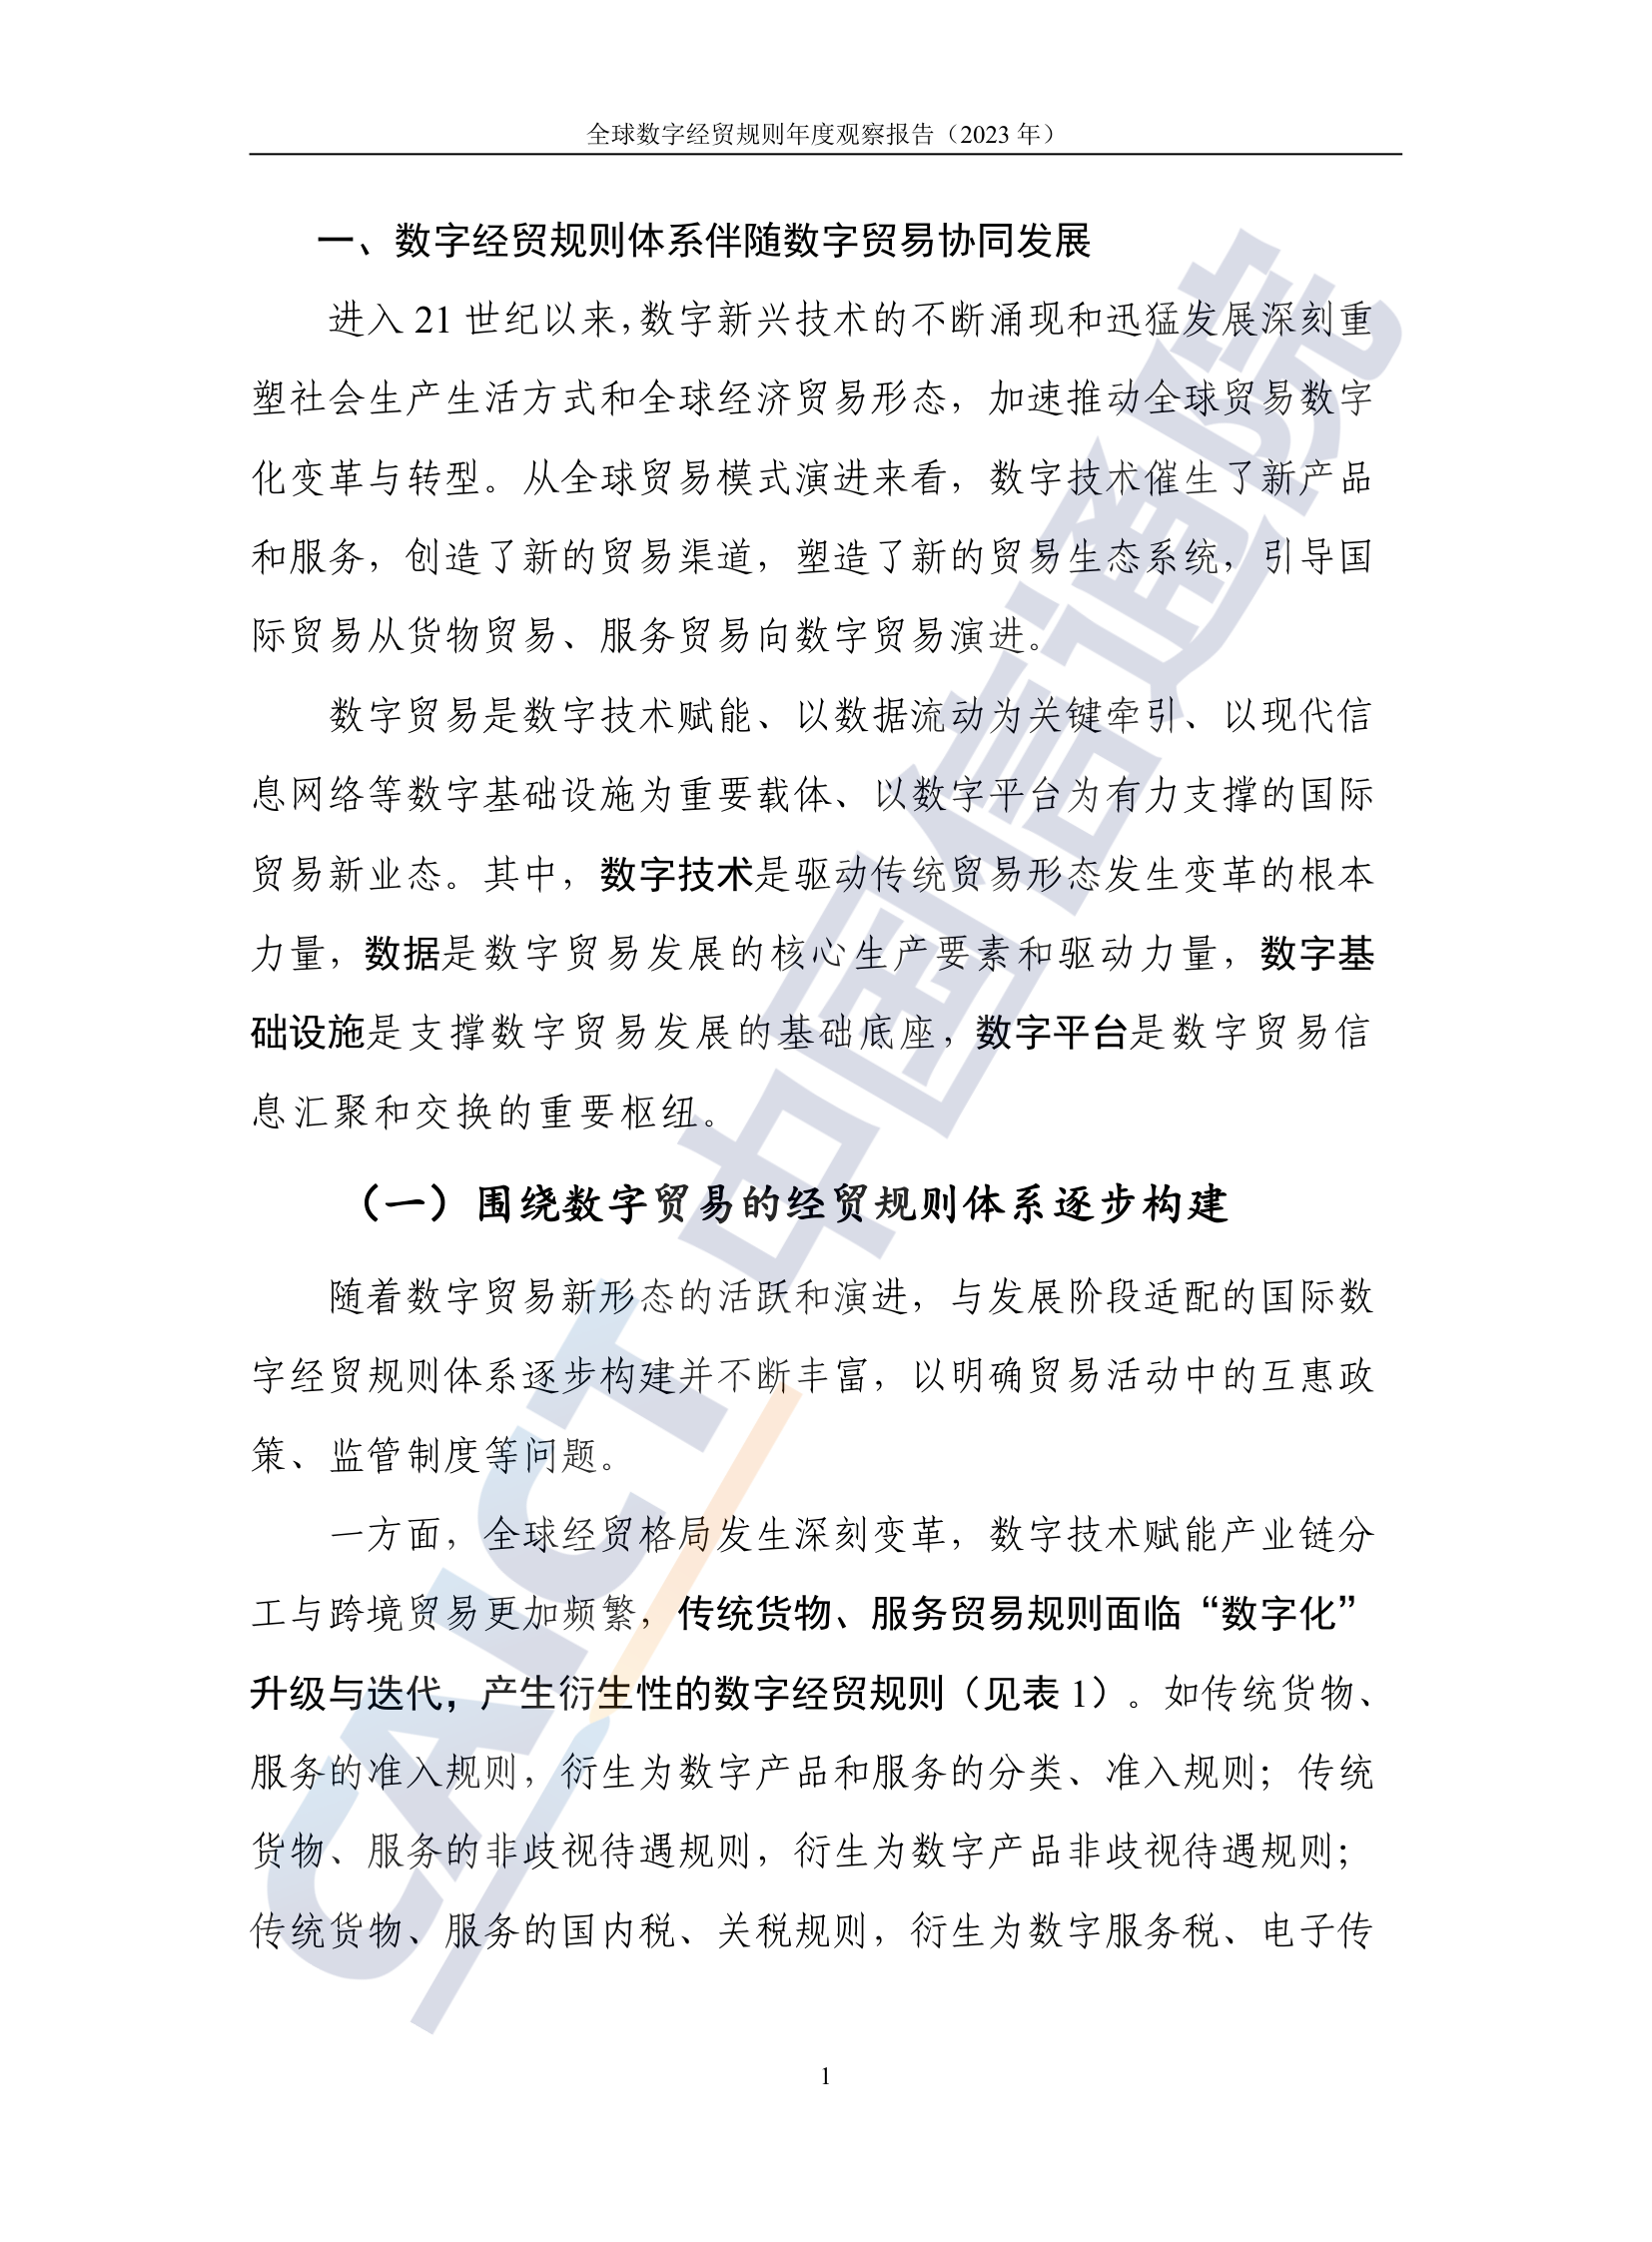 全球数字经贸规则年度观察报告（2023 年）
一、数字经贸规则体系伴随数字贸易协同发展
进入 21 世纪以来，数字新兴技术的不断涌现和迅猛发展深刻重
塑社会生产生活方式和全球经济贸易形态，加速推动全球贸易数字
化变革与转型。从全球贸易模式演进来看，数字技术催生了新产品
和服务，创造了新的贸易渠道，塑造了新的贸易生态系统，引导国
际贸易从货物贸易、服务贸易向数字贸易演进。
数字贸易是数字技术赋能、以数据流动为关键牵引、以现代信
息网络等数字基础设施为重要载体、以数字平台为有力支撑的国际
贸易新业态。其中，数字技术是驱动传统贸易形态发生变革的根本
力量，数据是数字贸易发展的核心生产要素和驱动力量，数字基
础设施是支撑数字贸易发展的基础底座，数字平台是数字贸易信
息汇聚和交换的重要枢纽。
（一）围绕数字贸易的经贸规则体系逐步构建
随着数字贸易新形态的活跃和演进，与发展阶段适配的国际数
字经贸规则体系逐步构建并不断丰富，以明确贸易活动中的互惠政
策、监管制度等问题。
一方面，全球经贸格局发生深刻变革，数字技术赋能产业链分
工与跨境贸易更加频繁，传统货物、服务贸易规则面临“数字化”
升级与迭代，产生衍生性的数字经贸规则（见表 1）。如传统货物、
服务的准入规则，衍生为数字产品和服务的分类、准入规则；传统
货物、服务的非歧视待遇规则，衍生为数字产品非歧视待遇规则；
传统货物、服务的国内税、关税规则，衍生为数字服务税、电子传
1
CAICT 中国信通院